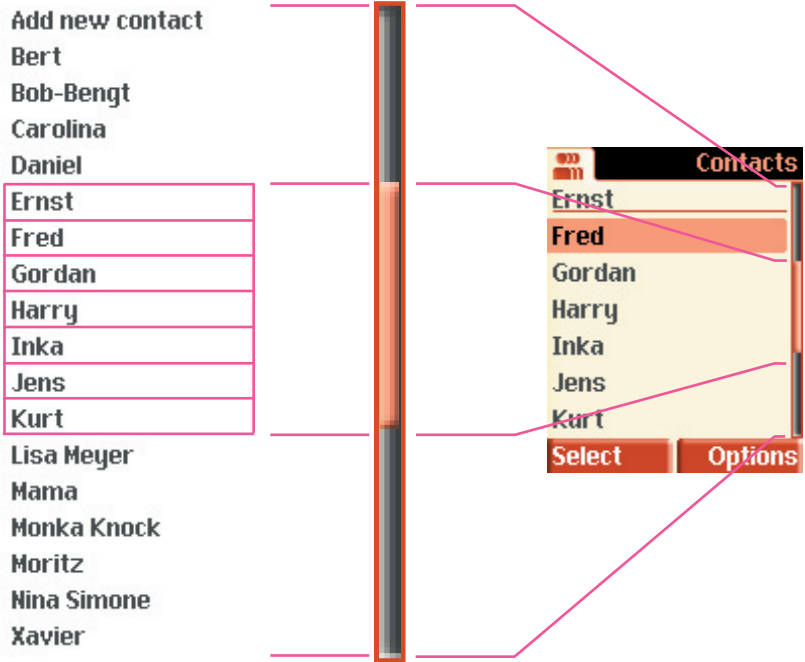 Add new contact
Bert
Bob-Bengt
Carolina
Daniel
Ernst
Fred
Gordan
Harry
Inka
Jens
Kurt
Lisa Meyer
Mama
Monka Knock
Moritz
Nina Simone
Xavier
Contacts
Ernst
Fred
Gordan
Harry
Inka
Jens
Kurt
Select Options